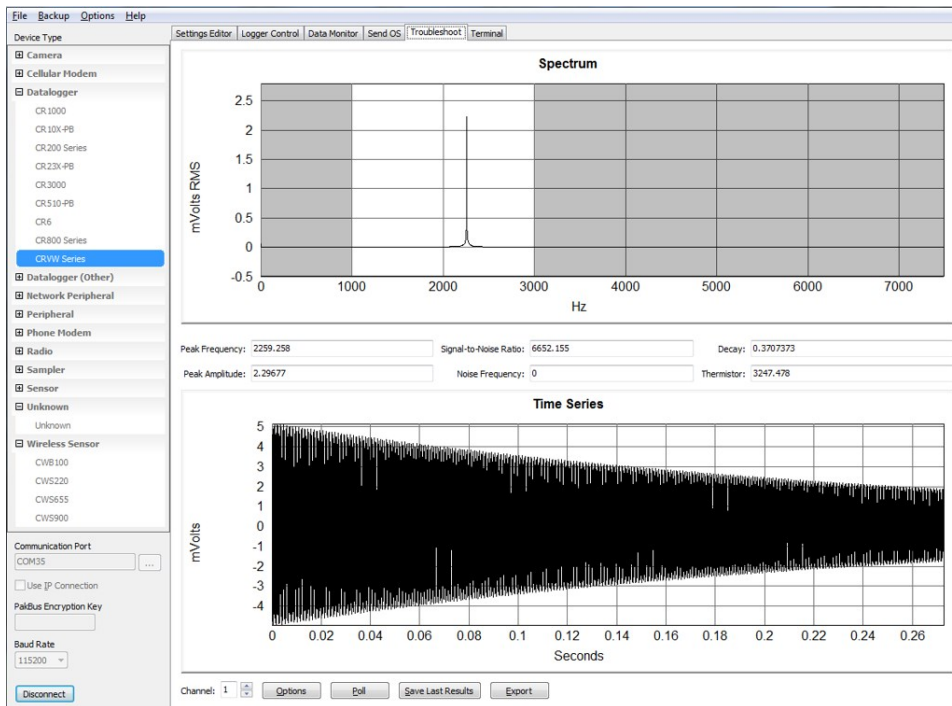 File Backup Options Help
Device Type
Camera
Cellular Modem
Datalogger
CR1000
CR10X-PB
CR200 Series
CR23X-PB
CR3000
CR510-PB
CR6
CR800 Series
CRVW Series
Datalogger (Other)
Network Peripheral
Peripheral
Phone Modem
Radio
Sampler
Sensor
Unknown
Unknown
Wireless Sensor
CWB100
CWS220
CWS655
CWS900
Communication Port
COM35
...
Use IP Connection
PakBus Encryption Key
Baud Rate
115200
Disconnect
Settings Editor Logger Control Data Monitor Send OS Troubleshoot Terminal
Spectrum
mVolts RMS
2.5
2
1
0.5
0
-0.5
0 1000 2000 3000 4000 5000 6000 7000
Hz
Peak Frequency: 2259.258 Signal-to-Noise Ratio: 6652.155 Decay: 0.3707373
Peak Amplitude: 2.29677 Noise Frequency: 0 Thermistor: 3247.478
Time Series
mVolts
5
4
3
2
1
0
-1
-2
-3
-4
0 0.02 0.04 0.06 0.08 0.1 0.12 0.14 0.16 0.18 0.2 0.22 0.24 0.26
Seconds
Channel: 1 Options Poll Save Last Results Export